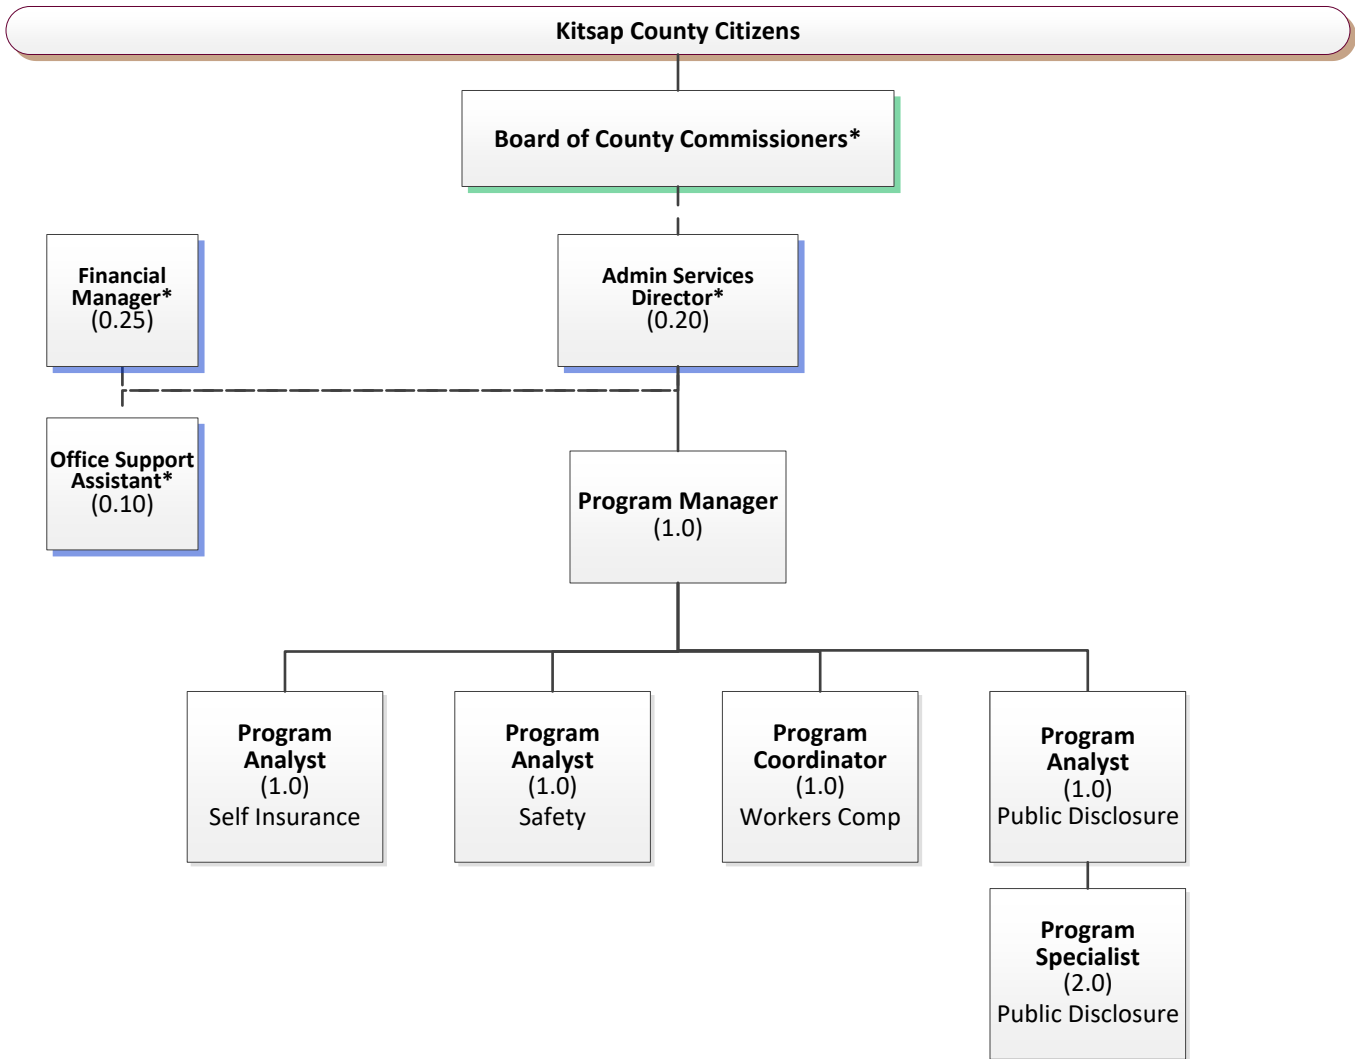 Kitsap County Citizens
Board of County Commissioners*
Financial
Manager*
(0.25)
Admin Services
Director*
(0.20)
Office Support
Assistant*
(0.10)
Program Manager
(1.0)
Program
Analyst
(1.0)
Self Insurance
Program
Analyst
(1.0)
Safety
Program
Coordinator
(1.0)
Workers Comp
Program
Analyst
(1.0)
Public Disclosure
Program
Specialist
(2.0)
Public Disclosure